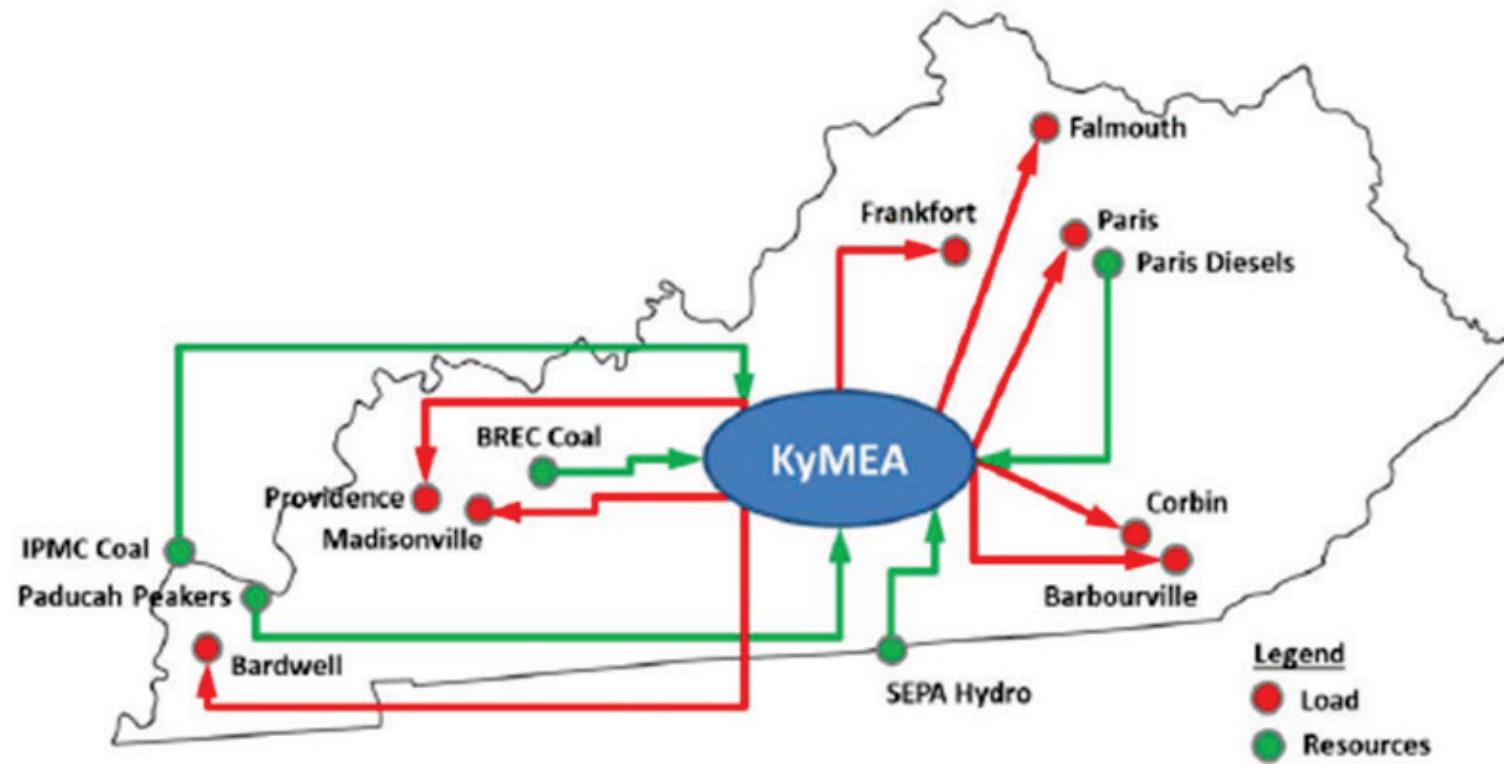 Falmouth
Frankfort
Paris
Paris Diesels
BREC Coal
KyMEA
Providence
Madisonville
Corbin
IPMC Coal
Paducah Peakers
Barbourville
Bardwell
SEPA Hydro
Legend
Load
Resources